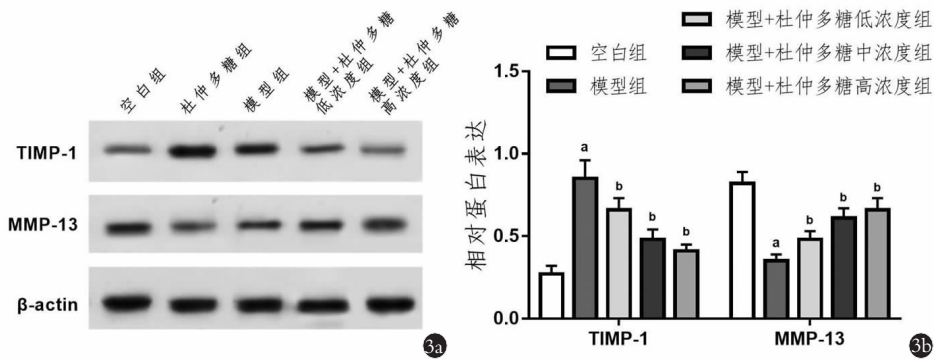 空白组
杜仲多糖组
模型组
模型+杜仲多糖
低浓度组
模型+杜仲多糖
高浓度组
TIMP-1
MMP-13
β-actin
3a
空白组
模型组
模型+杜仲多糖低浓度组
模型+杜仲多糖中浓度组
模型+杜仲多糖高浓度组
相对蛋白表达
1.5
1.0
0.5
0.0
a
b
b
b
a
b
b
b
TIMP-1
MMP-13
3b